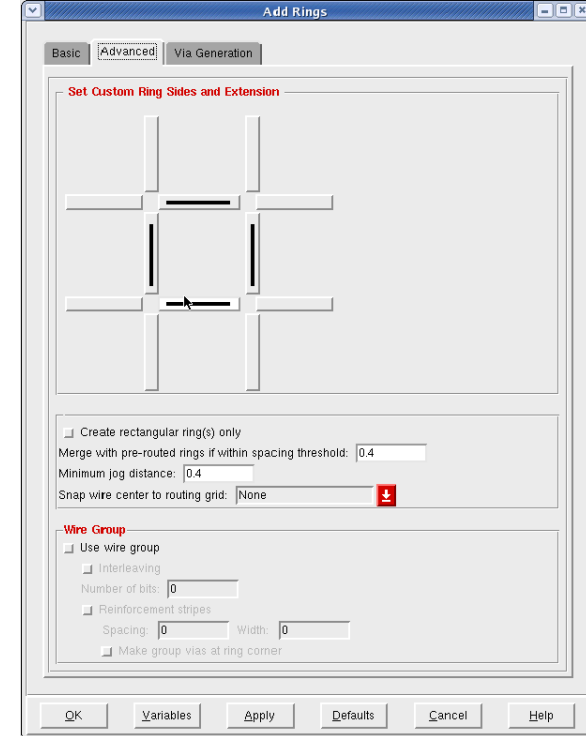 Add Rings
Basic Advanced Via Generation
Set Custom Ring Sides and Extension
Create rectangular ring(s) only
Merge with pre-routed rings if within spacing threshold: 0.4
Minimum jog distance: 0.4
Snap wire center to routing grid: None
Wire Group
Use wire group
Interleaving
Number of bits: 0
Reinforcement stripes
Spacing: 0 Width: 0
Make group vias at ring corner
OK Variables Apply Defaults Cancel Help